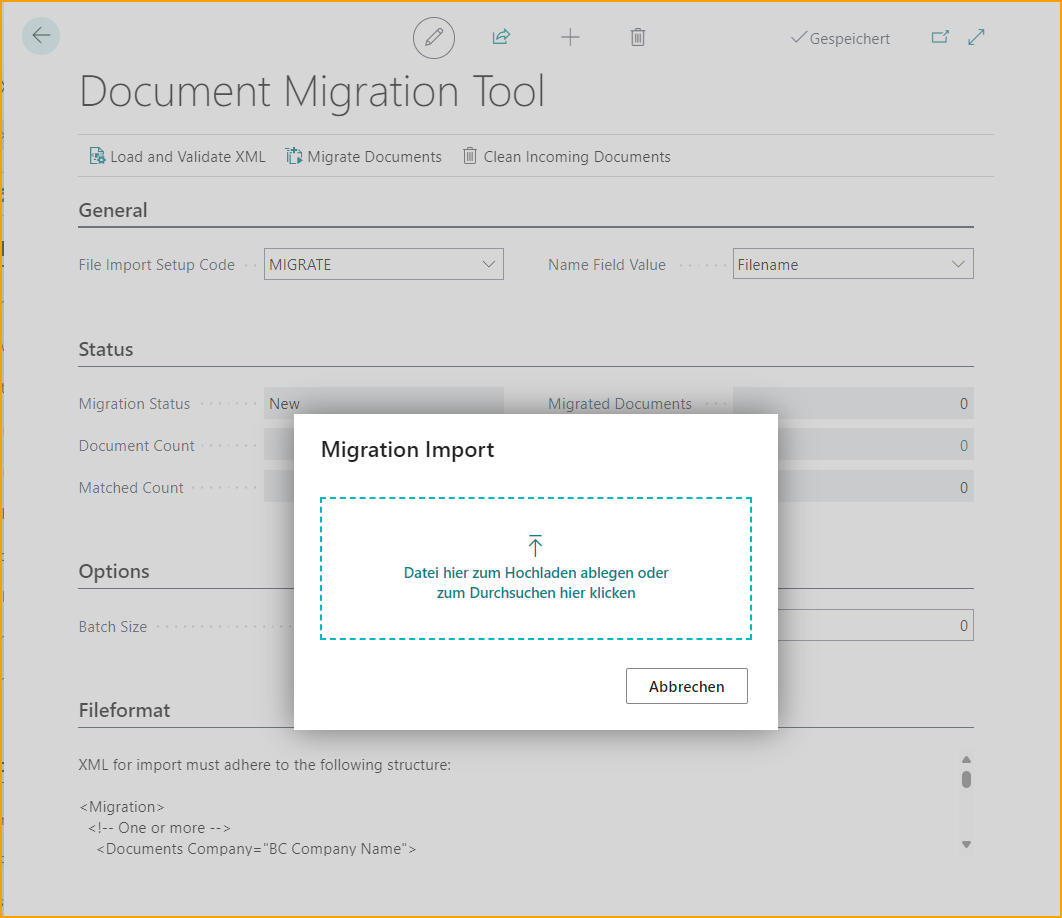 Gespeichert
Document Migration Tool
Load and Validate XML Migrate Documents Clean Incoming Documents
General
File Import Setup Code MIGRATE Name Field Value Filename
Status
Migration Status New Migrated Documents 0
Document Count 0
Matched Count 0
Migration Import
Datei hier zum Hochladen ablegen oder
zum Durchsuchen hier klicken
Abbrechen
Options
Batch Size 0
Fileformat
XML for import must adhere to the following structure:
<Migration>
<!-- One or more -->
<Documents Company="BC Company Name">